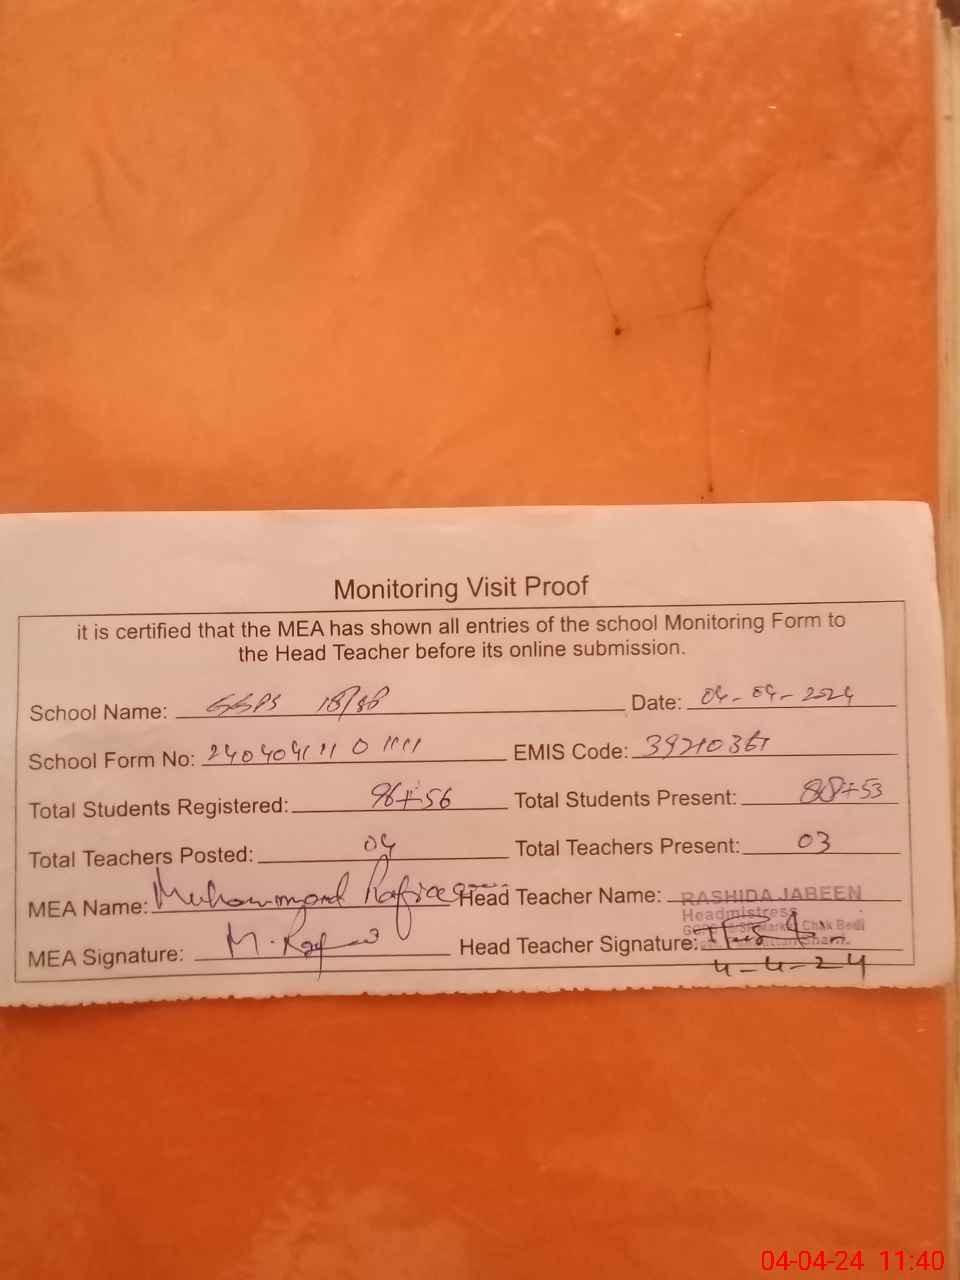 Monitoring Visit Proof
it is certified that the MEA has shown all entries of the school Monitoring Form to
the Head Teacher before its online submission.
School Name: GGPS 18/SP Date: 04-04-2024
School Form No: EMIS Code:
Total Students Registered: 96+56 Total Students Present: 88+53
Total Teachers Posted: 04 Total Teachers Present: 03
MEA Name: Muhammad Head Teacher Name: RASHIDA JABEEN
Headmistress
Chak Bedi
MEA Signature: Head Teacher Signature:
4-4-24
04-04-24 11:40